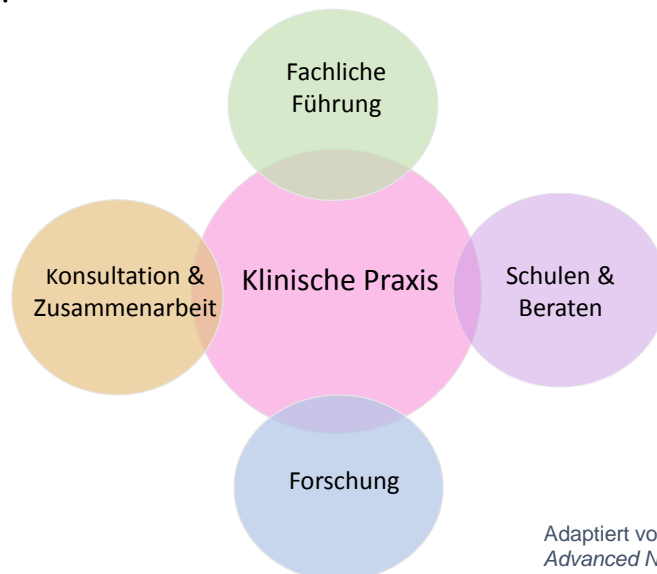 Fachliche
Führung
Konsultation &
Zusammenarbeit
Klinische Praxis
Schulen &
Beraten
Forschung
Adaptiert vo
Advanced N